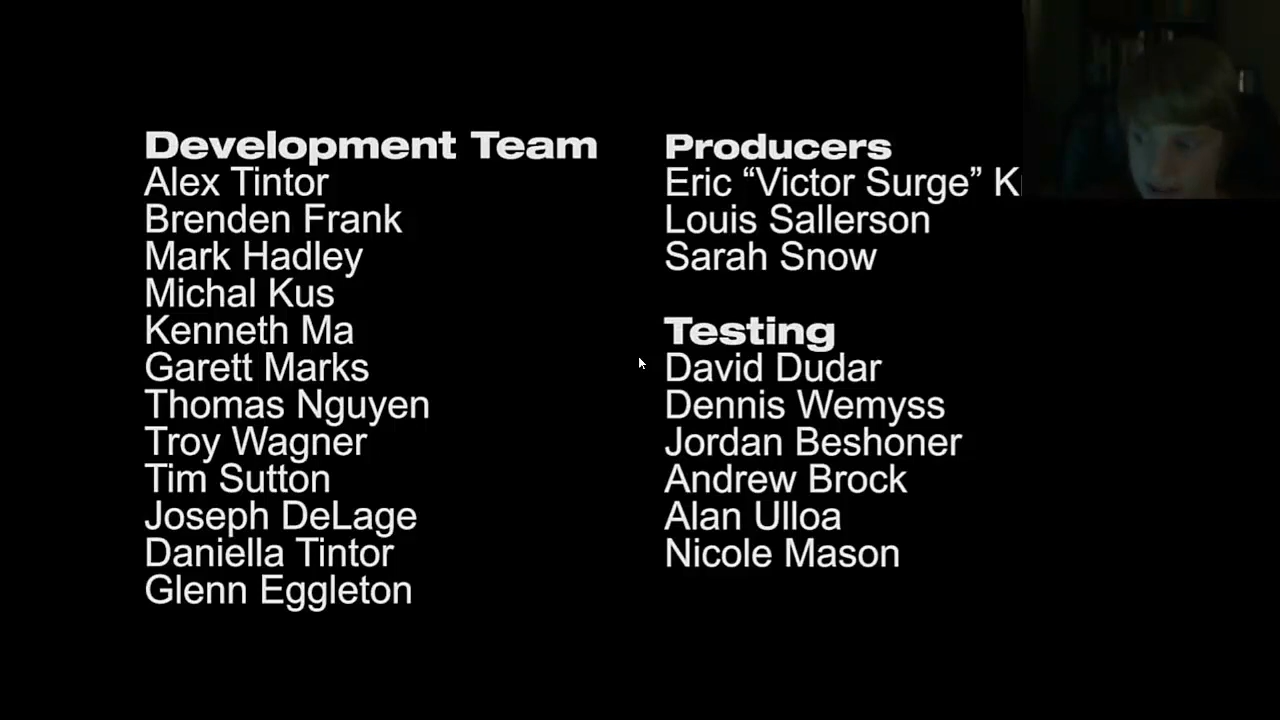 Development Team
Alex Tintor
Brenden Frank
Mark Hadley
Michal Kus
Kenneth Ma
Garett Marks
Thomas Nguyen
Troy Wagner
Tim Sutton
Joseph DeLage
Daniella Tintor
Glenn Eggleton
Producers
Eric “Victor Surge”
Louis Sallerson
Sarah Snow
Testing
David Dudar
Dennis Wemyss
Jordan Beshoner
Andrew Brock
Alan Ulloa
Nicole Mason